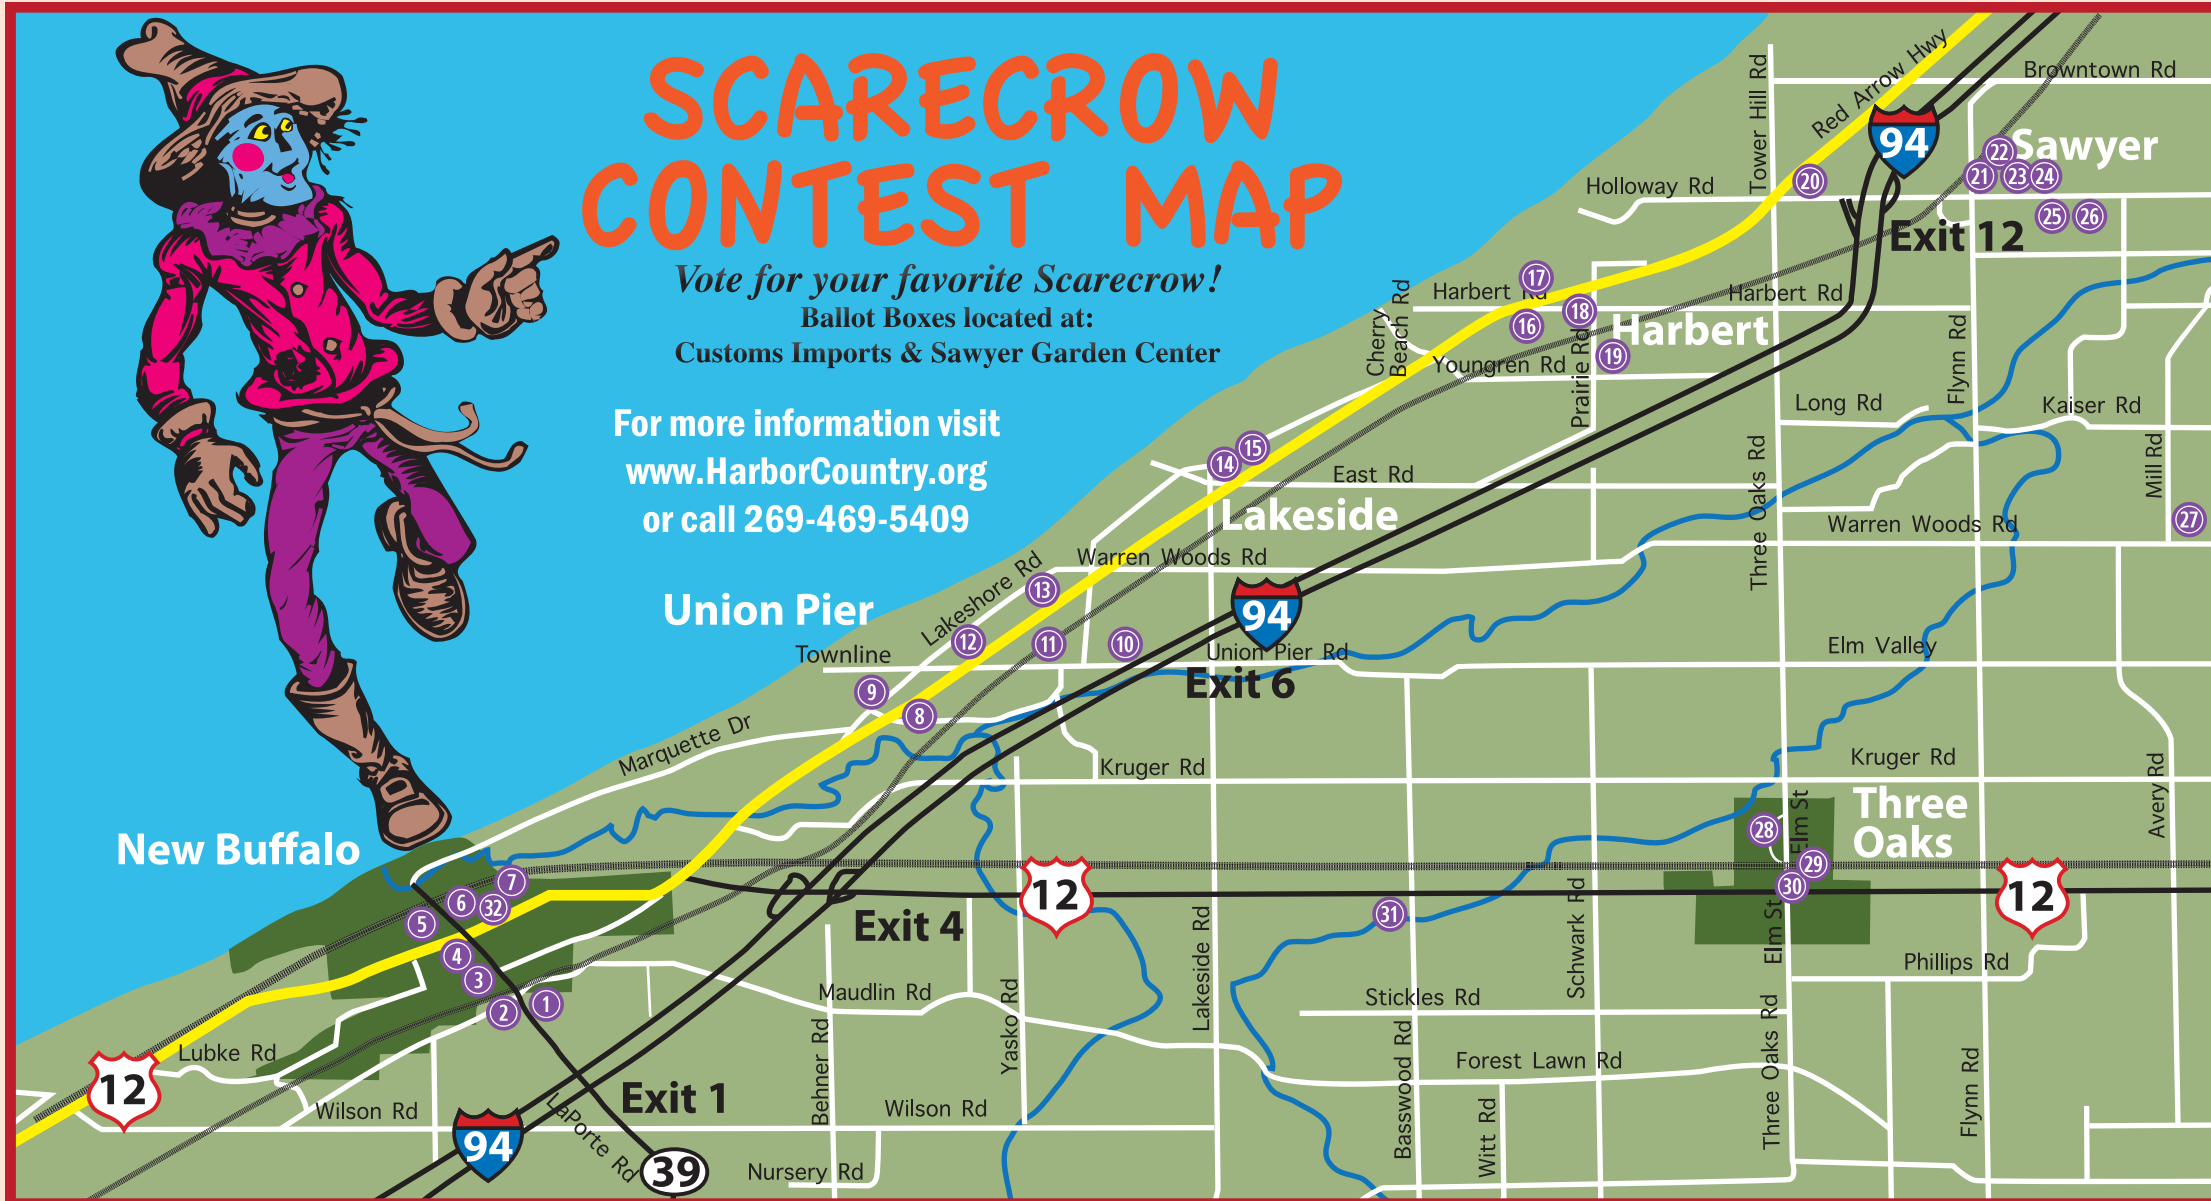 SCARECROW
CONTEST MAP
Vote for your favorite Scarecrow!
Ballot Boxes located at:
Customs Imports & Sawyer Garden Center
For more information visit
www.HarborCountry.org
or call 269-469-5409
Red Arrow Hwy
Browntown Rd
Tower Hill Rd
94
22
Sawyer
21
23
24
20
Holloway Rd
25
26
Exit 12
17
Harbert Rd
Harbert Rd
18
16
Harbert
Cherry
Beach Rd
Youngren Rd
19
Prairie Rd
Flynn Rd
Long Rd
Kaiser Rd
15
14
East Rd
Three Oaks Rd
Mill Rd
Lakeside
Warren Woods Rd
27
Warren Woods Rd
Lakeshore Rd
13
94
Union Pier
12
11
10
Union Pier Rd
Elm Valley
Townline
Exit 6
9
8
Marquette Dr
Kruger Rd
Kruger Rd
Avery Rd
Three
Oaks
Elm St
28
New Buffalo
29
30
7
6
32
5
12
12
Exit 4
31
Schwark Rd
Elm St
Lakeside Rd
4
3
2
1
Phillips Rd
Maudlin Rd
Stickles Rd
Yasko Rd
Behner Rd
Three Oaks Rd
Basswood Rd
Flynn Rd
Lubke Rd
12
Forest Lawn Rd
Exit 1
Wilson Rd
Wilson Rd
Witt Rd
LaPorte Rd
94
39
Nursery Rd